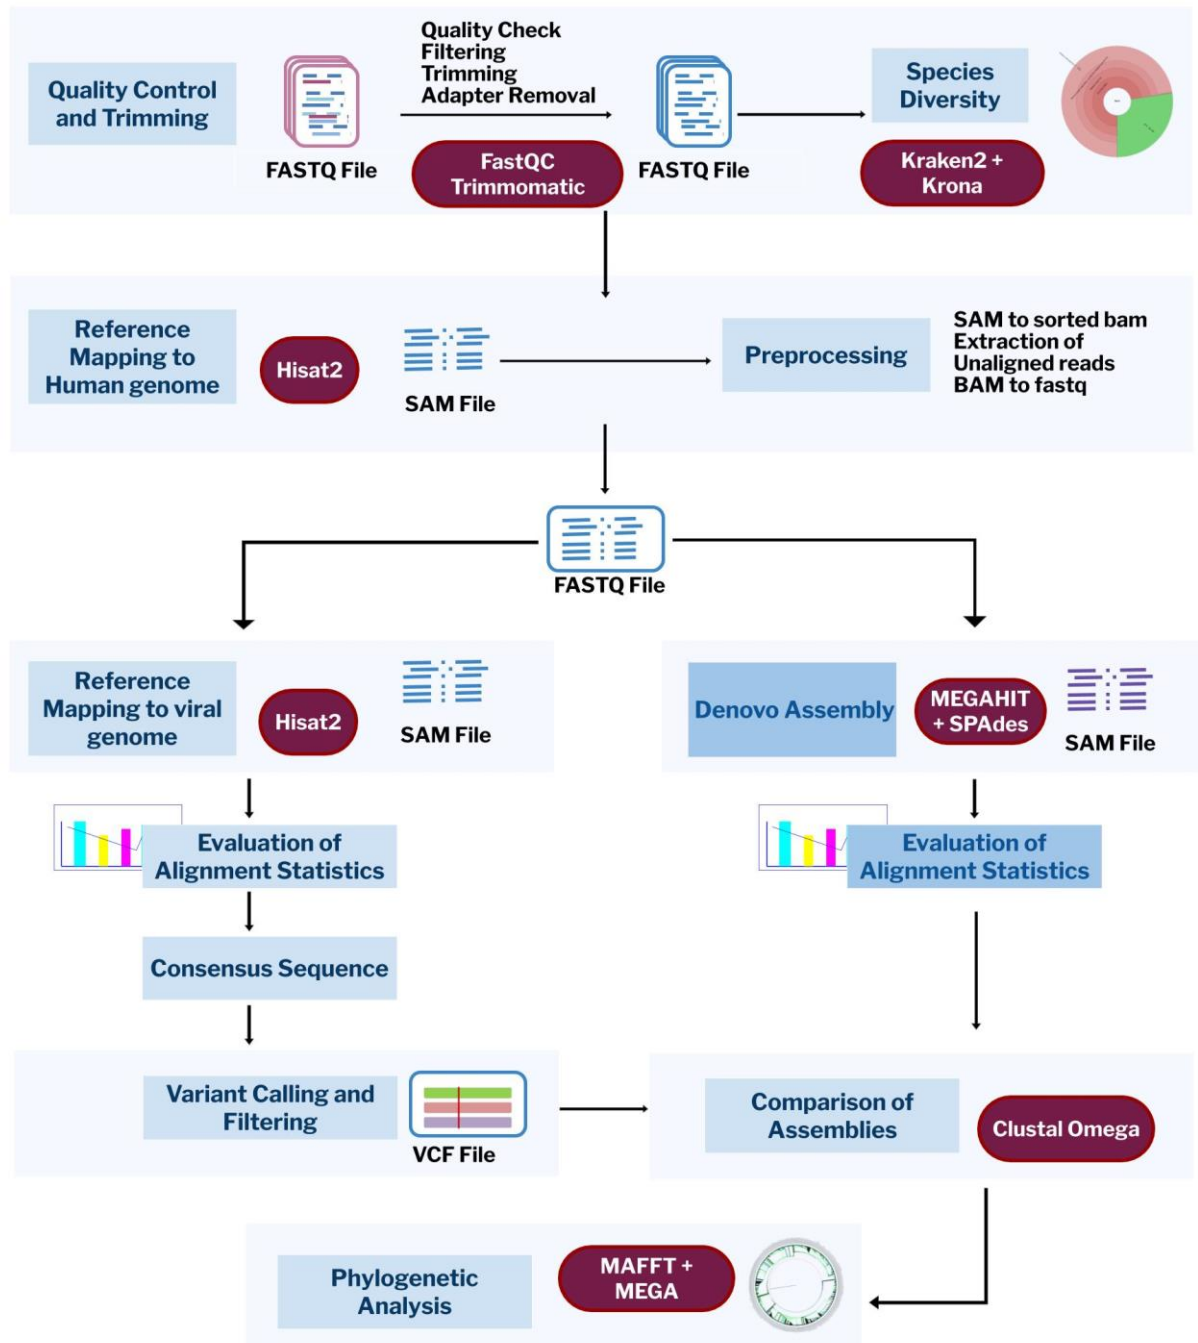 Quality Control
and Trimming
FASTQ File
Quality Check
Filtering
Trimming
Adapter Removal
FastQC
Trimmomatic
FASTQ File
Species
Diversity
Kraken2 +
Krona
Reference
Mapping to
Human genome
Hisat2
SAM File
Preprocessing
SAM to sorted bam
Extraction of
Unaligned reads
BAM to fastq
FASTQ File
Reference
Mapping to viral
genome
Hisat2
SAM File
Denovo Assembly
MEGAHIT
+ SPAdes
SAM File
Evaluation of
Alignment Statistics
Evaluation of
Alignment Statistics
Consensus Sequence
Variant Calling and
Filtering
VCF File
Comparison of
Assemblies
Clustal Omega
Phylogenetic
Analysis
MAFFT +
MEGA